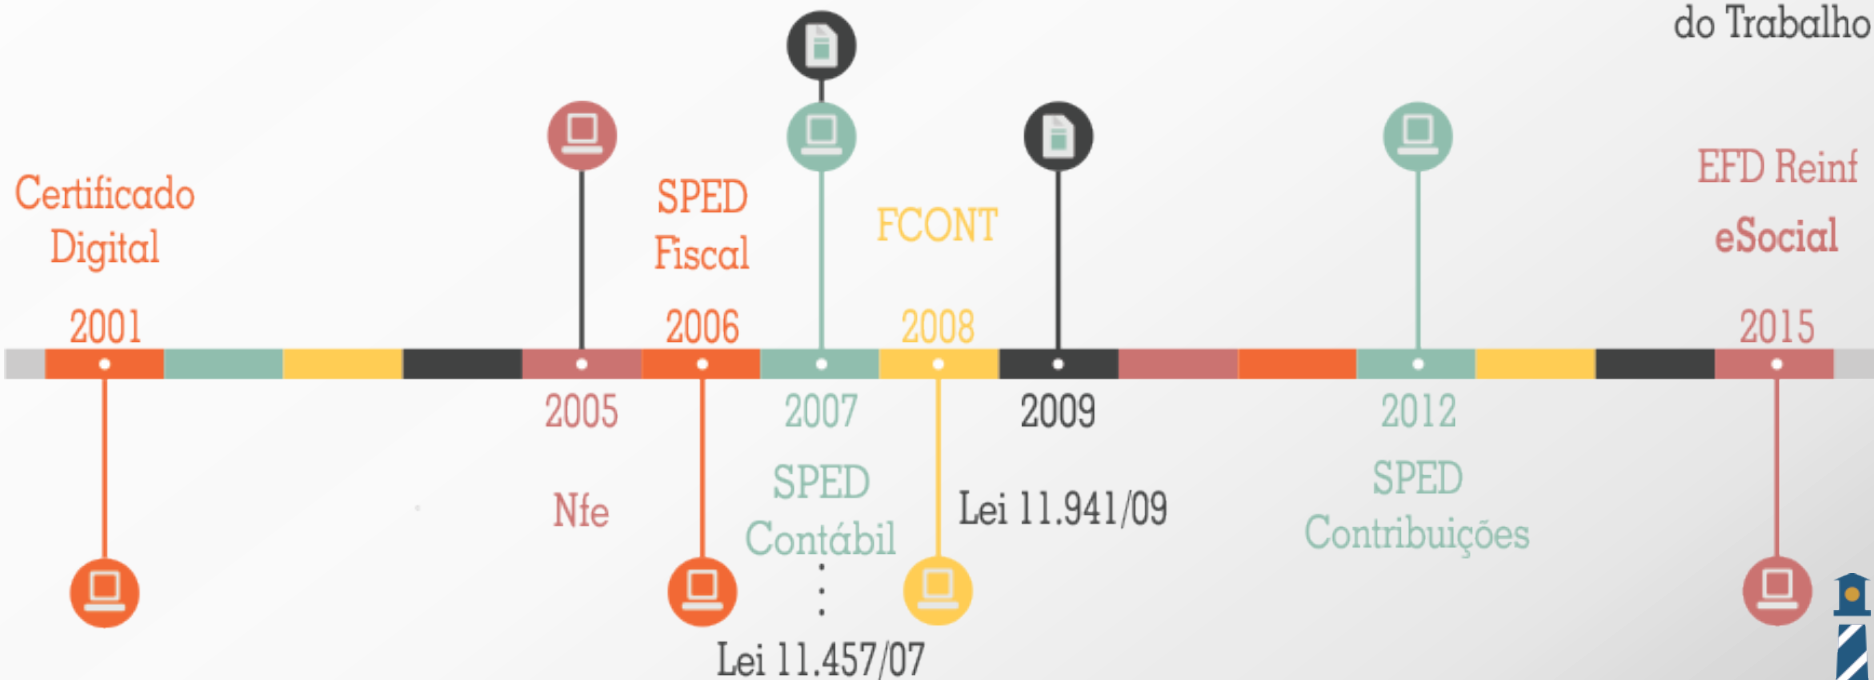 do Trabalho
Certificado
Digital
2001
2005
Nfe
SPED
Fiscal
2006
2007
SPED
Contábil
Lei 11.457/07
FCONT
2008
2009
Lei 11.941/09
2012
SPED
Contribuições
EFD Reinf
eSocial
2015